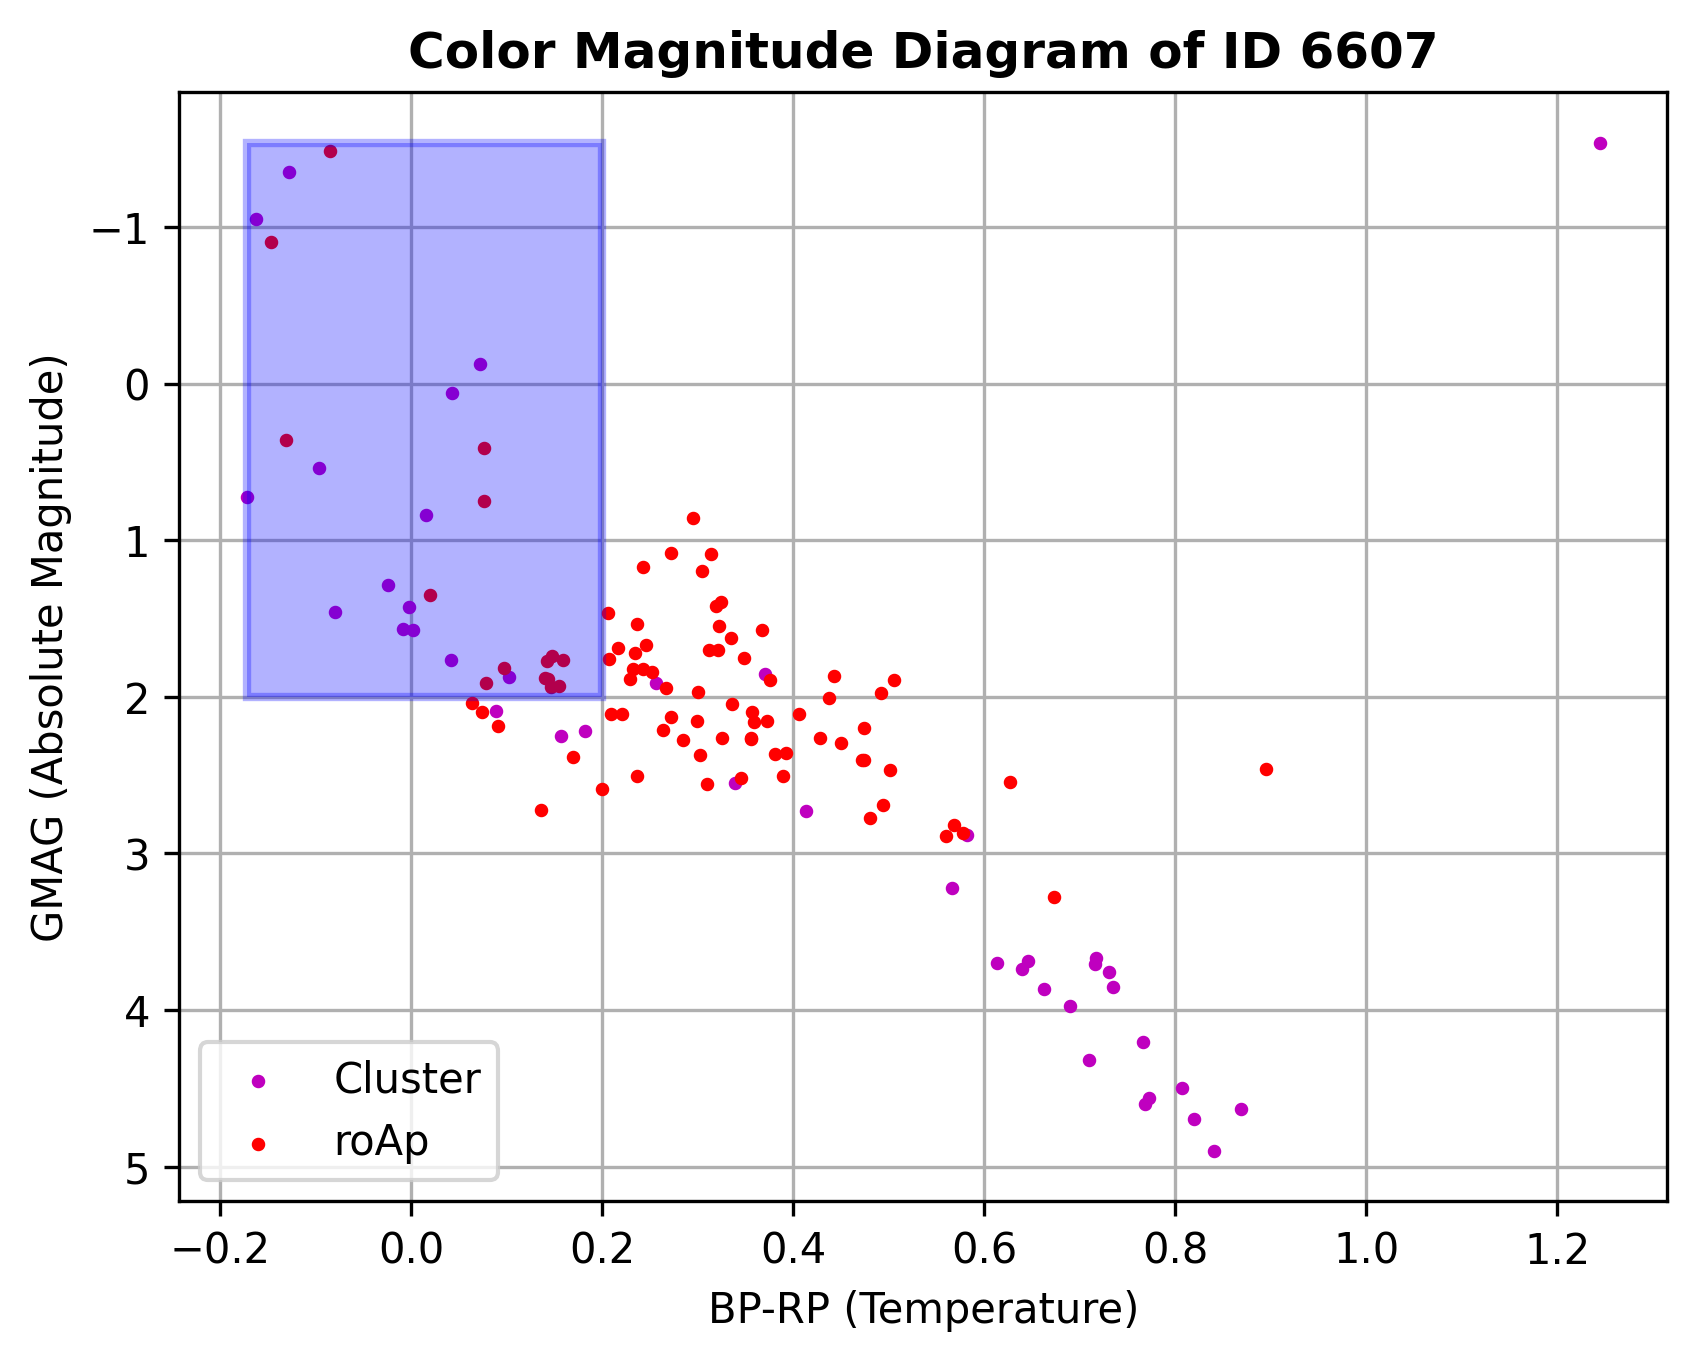 Color Magnitude Diagram of ID 6607
GMAG (Absolute Magnitude)
−1
0
1
2
3
4
5
Cluster
roAp
−0.2 0.0 0.2 0.4 0.6 0.8 1.0 1.2
BP-RP (Temperature)